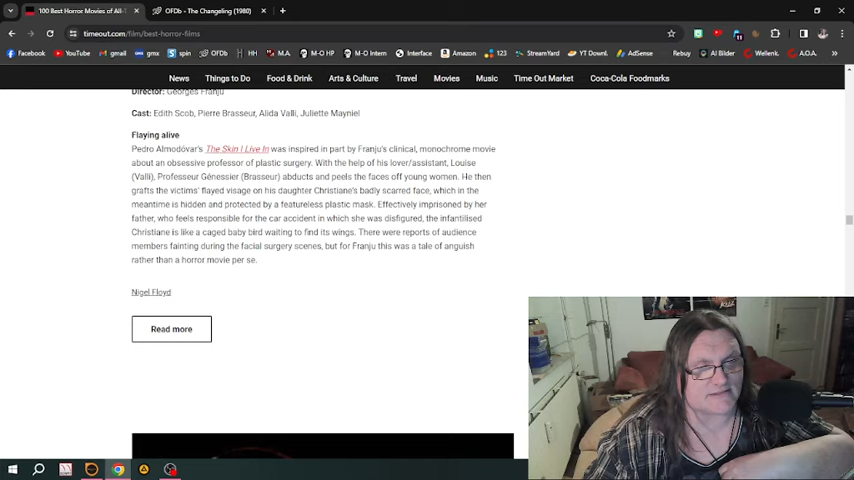 100 Best Horror Movies of All-T
OFDb - The Changeling (1980)
timeout.com/film/best-horror-films
Facebook YouTube gmail gmx spin OFDb HH M.A. M-O HP M-O Intern Interface Amazon 123 StreamYard YT Downl. AdSense Rebuy AI Bilder Wellenk. A.O.A.
News Things to Do Food & Drink Arts & Culture Travel Movies Music Time Out Market Coca-Cola Foodmarks
Director: Georges Franju
Cast: Edith Scob, Pierre Brasseur, Alida Valli, Juliette Mayniel
Flaying alive
Pedro Almodóvar's The Skin I Live In was inspired in part by Franju's clinical, monochrome movie
about an obsessive professor of plastic surgery. With the help of his lover/assistant, Louise
(Valli), Professeur Génessier (Brasseur) abducts and peels the faces off young women. He then
grafts the victims' flayed visage on his daughter Christiane's badly scarred face, which in the
meantime is hidden and protected by a featureless plastic mask. Effectively imprisoned by her
father, who feels responsible for the car accident in which she was disfigured, the infantilised
Christiane is like a caged baby bird waiting to find its wings. There were reports of audience
members fainting during the facial surgery scenes, but for Franju this was a tale of anguish
rather than a horror movie per se.
Nigel Floyd
Read more